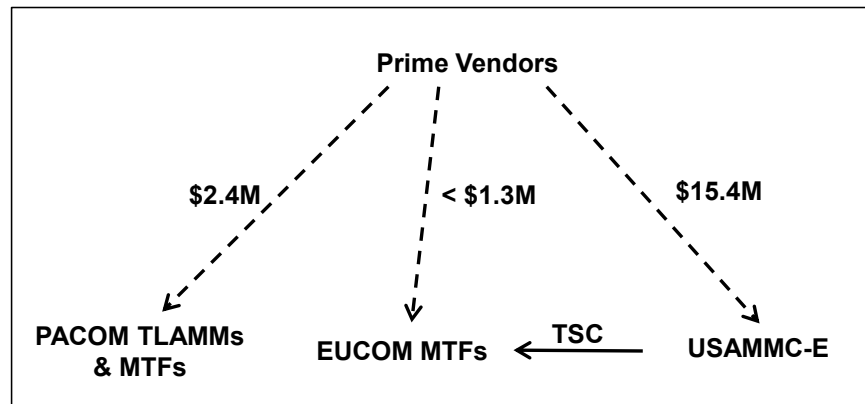 Prime Vendors
$2.4M
< $1.3M
$15.4M
PACOM TLAMMs
& MTFs
EUCOM MTFs
TSC
USAMMC-E